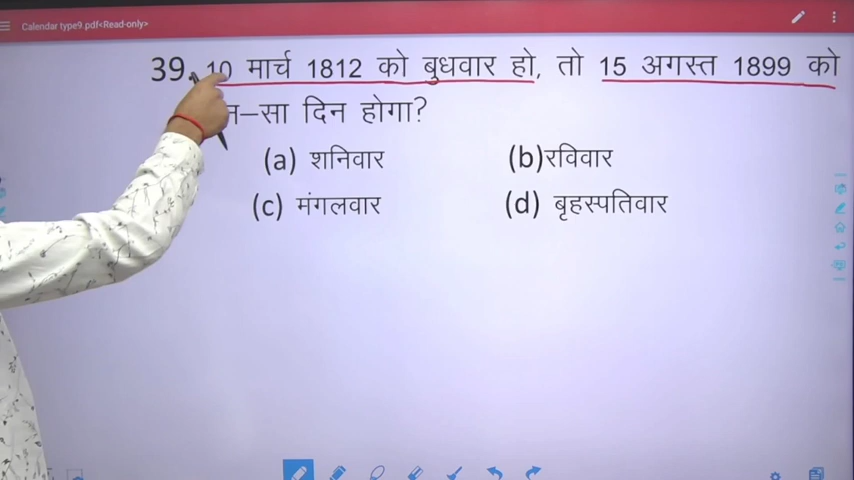 Calendar type9.pdf<Read-only>
39. 10 मार्च 1812 को बुधवार हो, तो 15 अगस्त 1899 को
–सा दिन होगा?
(a) शनिवार (b)रविवार
(c) मंगलवार (d) बृहस्पतिवार